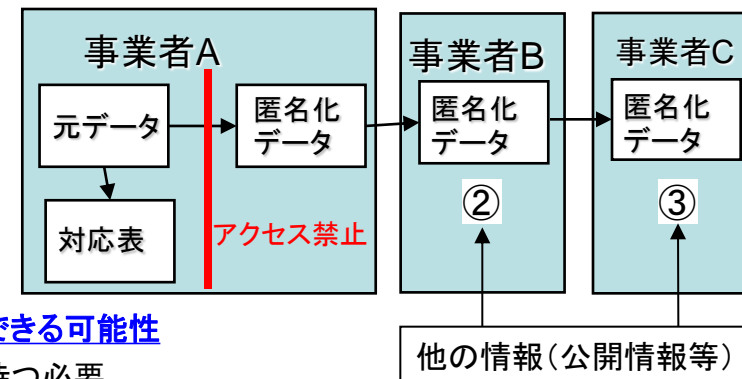 事業者A
事業者B
事業者C
元データ
匿名化
データ
匿名化
データ
匿名化
データ
対応表
アクセス禁止
②
③
できる可能性
他の情報(公開情報等)